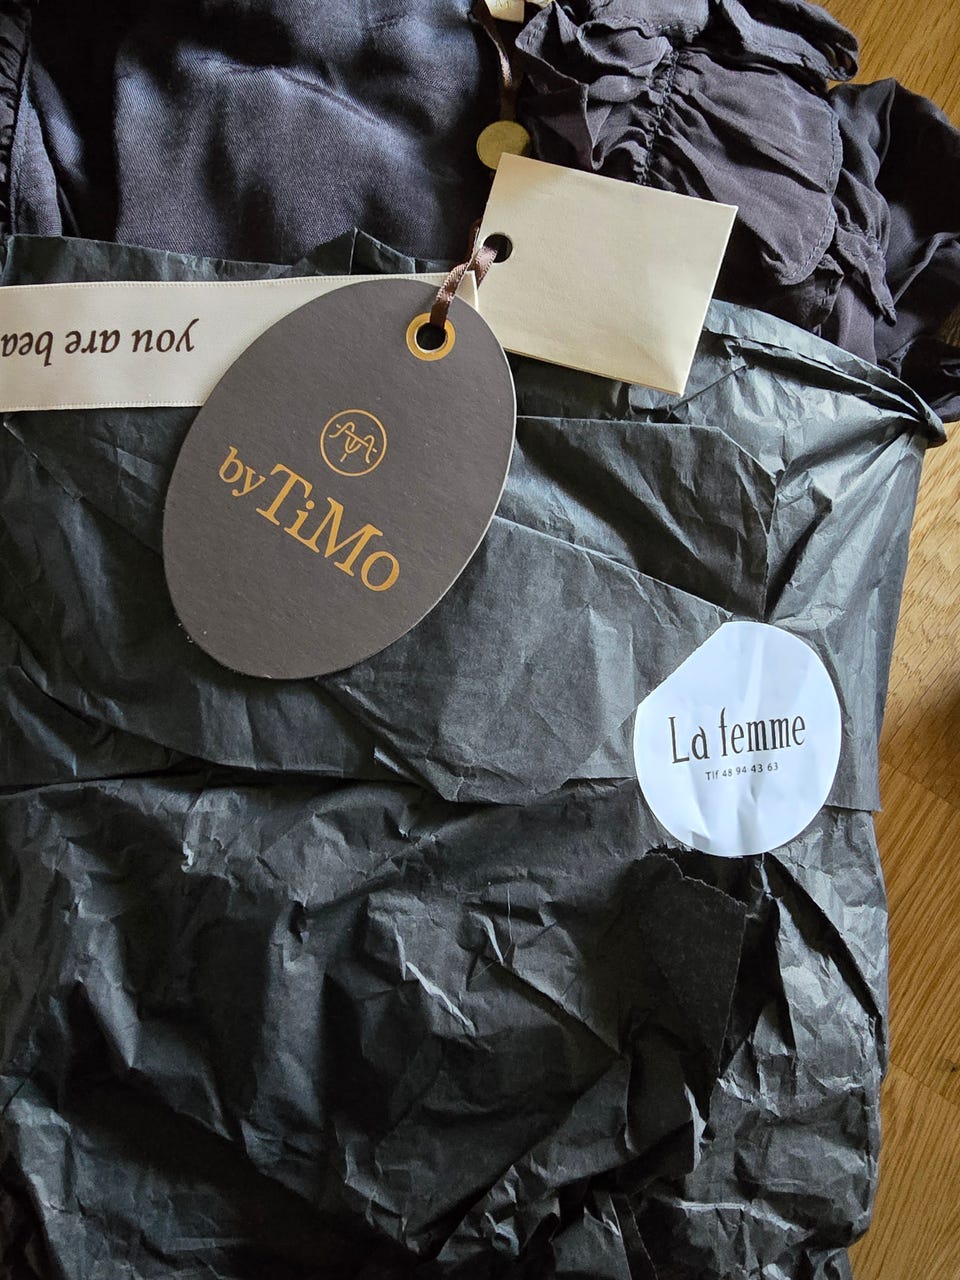 you are bea
byTiMo
La femme
Tlf 48 94 43 63